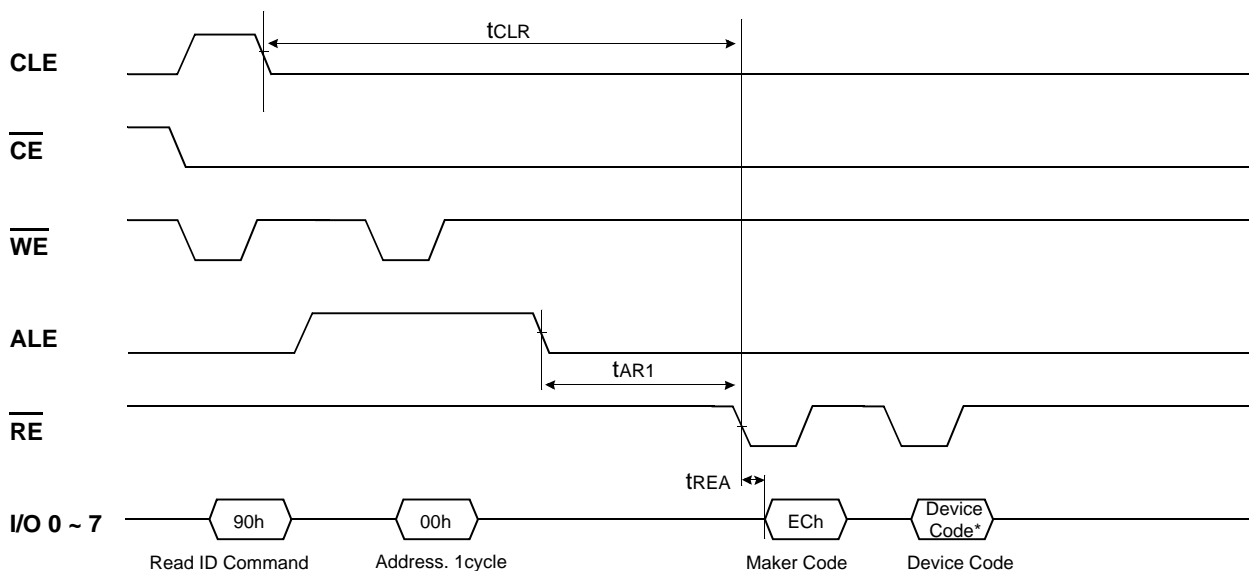 tCLR
CLE
CE
WE
ALE
tAR1
RE
tREA
I/O 0 ~ 7
90h
00h
ECh
Device
Code*
Read ID Command
Address. 1cycle
Maker Code
Device Code